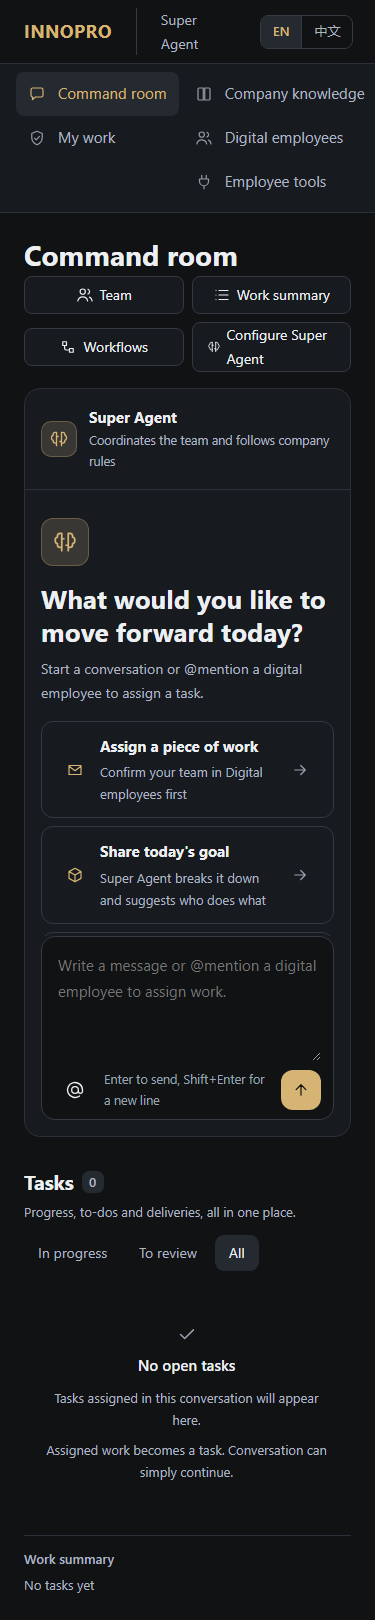 INNOPRO
Super
Agent
EN
中文
Command room
Company knowledge
My work
Digital employees
Employee tools
Command room
Team
Work summary
Workflows
Configure Super
Agent
Super Agent
Coordinates the team and follows company
rules
What would you like to
move forward today?
Start a conversation or @mention a digital
employee to assign a task.
Assign a piece of work
Confirm your team in Digital
employees first
Share today's goal
Super Agent breaks it down
and suggests who does what
Write a message or @mention a digital
employee to assign work.
Enter to send, Shift+Enter for
a new line
Tasks 0
Progress, to-dos and deliveries, all in one place.
In progress
To review
All
No open tasks
Tasks assigned in this conversation will appear
here.
Assigned work becomes a task. Conversation can
simply continue.
Work summary
No tasks yet